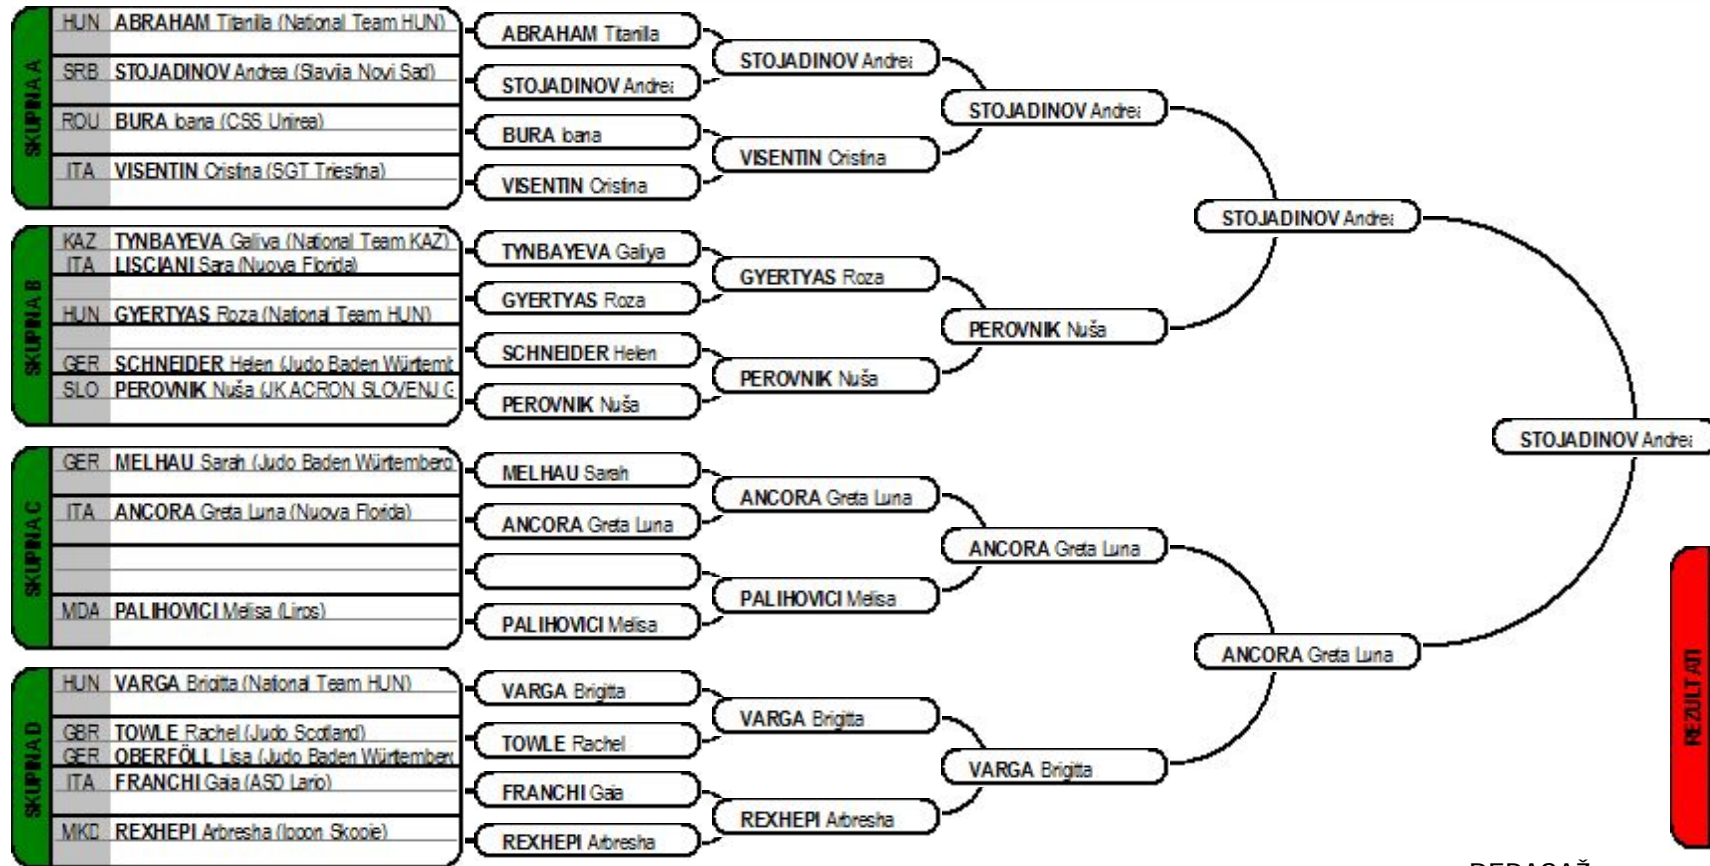 SKUPINA A
HUN ABRAHAM Titanilla (National Team HUN)
SRB STOJADINOV Andrea (Slavija Novi Sad)
ROU BURA Ioana (CSS Unirea)
ITA VISENTIN Cristina (SGT Triestina)
SKUPINA B
KAZ TYNBAYEVA Galiya (National Team KAZ)
ITA LISCIANI Sara (Nuova Florida)
HUN GYERTYAS Roza (National Team HUN)
GER SCHNEIDER Helen (Judo Baden Würtemb
SLO PEROVNIK Nuša (JK ACRON SLOVENJ G
SKUPINA C
GER MELHAU Sarah (Judo Baden Würtemberg
ITA ANCORA Greta Luna (Nuova Florida)
MDA PALIHOVICI Melisa (Liros)
SKUPINA D
HUN VARGA Brigitta (National Team HUN)
GBR TOWLE Rachel (Judo Scotland)
GER OBERFÖLL Lisa (Judo Baden Würtemberg
ITA FRANCHI Gaia (ASD Lario)
MKD REXHEPI Arbresha (Ippon Skopje)
ABRAHAM Titanilla
STOJADINOV Andrea
BURA Ioana
VISENTIN Cristina
TYNBAYEVA Galiya
GYERTYAS Roza
SCHNEIDER Helen
PEROVNIK Nuša
MELHAU Sarah
ANCORA Greta Luna
PALIHOVICI Melisa
VARGA Brigitta
TOWLE Rachel
FRANCHI Gaia
REXHEPI Arbresha
STOJADINOV Andrea
VISENTIN Cristina
GYERTYAS Roza
PEROVNIK Nuša
ANCORA Greta Luna
PALIHOVICI Melisa
VARGA Brigitta
REXHEPI Arbresha
STOJADINOV Andrea
PEROVNIK Nuša
ANCORA Greta Luna
VARGA Brigitta
STOJADINOV Andrea
ANCORA Greta Luna
STOJADINOV Andrea
REZULTATI